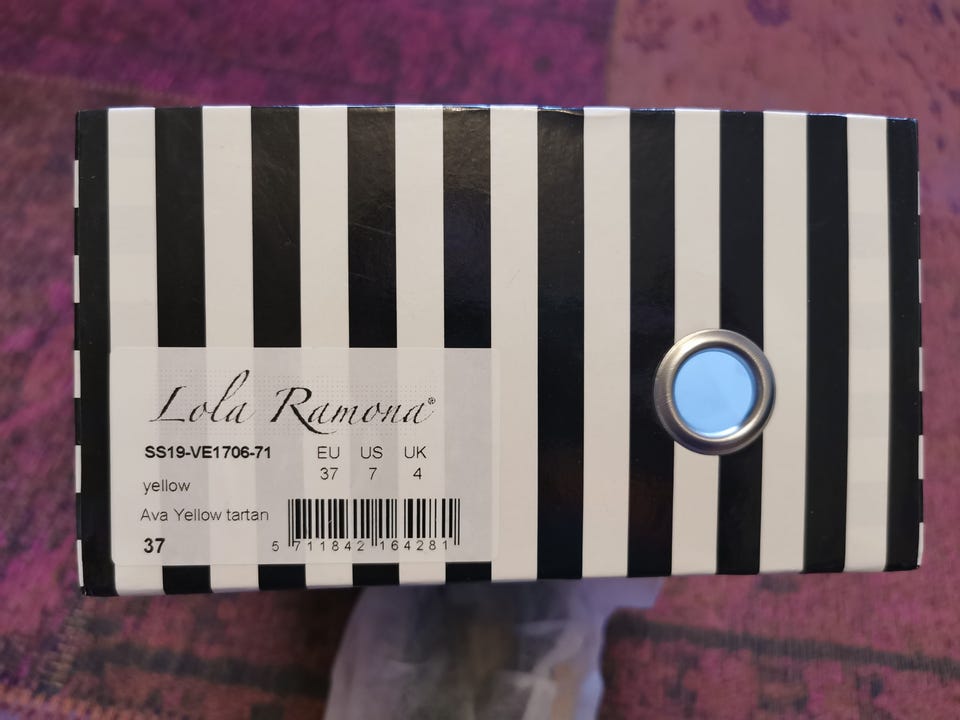 Lola Ramona®
SS19-VE1706-71 EU US UK
37 7 4
yellow
Ava Yellow tartan
37 5 711842 164281